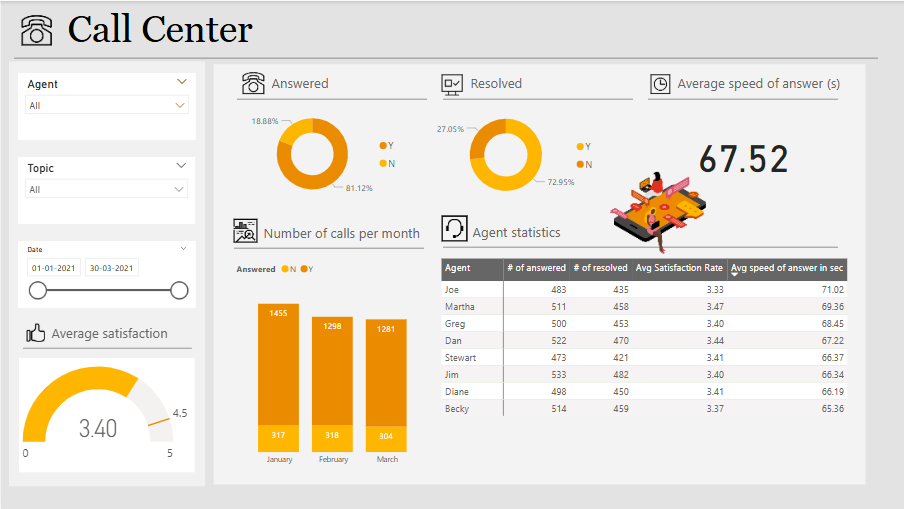 Call Center
Agent
All
Topic
All
Date
01-01-2021 30-03-2021
Average satisfaction
3.40
4.5
0 5
Answered
18.88%
81.12%
Y
N
Resolved
27.05%
72.95%
Y
N
Average speed of answer (s)
67.52
Number of calls per month
Answered N Y
1455 1298 1281
317 318 304
January February March
Agent statistics
Agent # of answered # of resolved Avg Satisfaction Rate Avg speed of answer in sec
Joe 483 435 3.33 71.02
Martha 511 458 3.47 69.36
Greg 500 453 3.40 68.45
Dan 522 470 3.44 67.22
Stewart 473 421 3.41 66.37
Jim 533 482 3.40 66.34
Diane 498 450 3.41 66.19
Becky 514 459 3.37 65.36